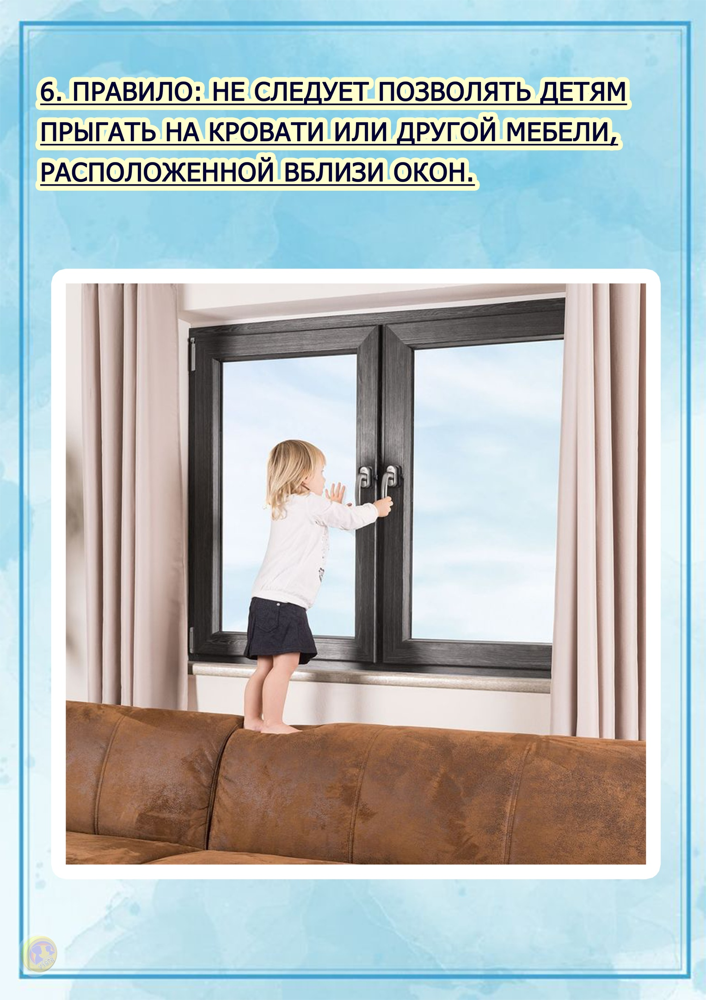 6. ПРАВИЛО: НЕ СЛЕДУЕТ ПОЗВОЛЯТЬ ДЕТЯМ
ПРЫГАТЬ НА КРОВАТИ ИЛИ ДРУГОЙ МЕБЕЛИ,
РАСПОЛОЖЕННОЙ ВБЛИЗИ ОКОН.